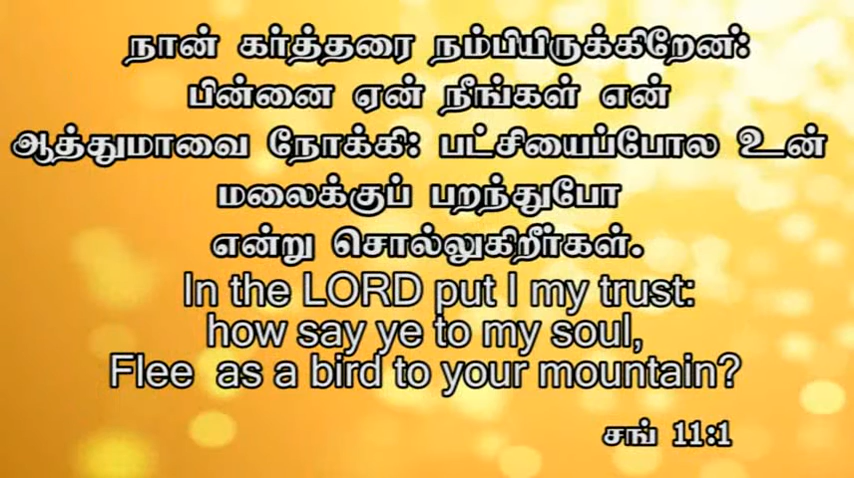 நான் கர்த்தரை நம்பியிருக்கிறேன்:
பின்னை ஏன் நீங்கள் என்
ஆத்துமாவை நோக்கி: பட்சியைப்போல உன்
மலைக்குப் பறந்துபோ
என்று சொல்லுகிறீர்கள்.
In the LORD put I my trust:
how say ye to my soul,
Flee as a bird to your mountain?
சங் 11:1